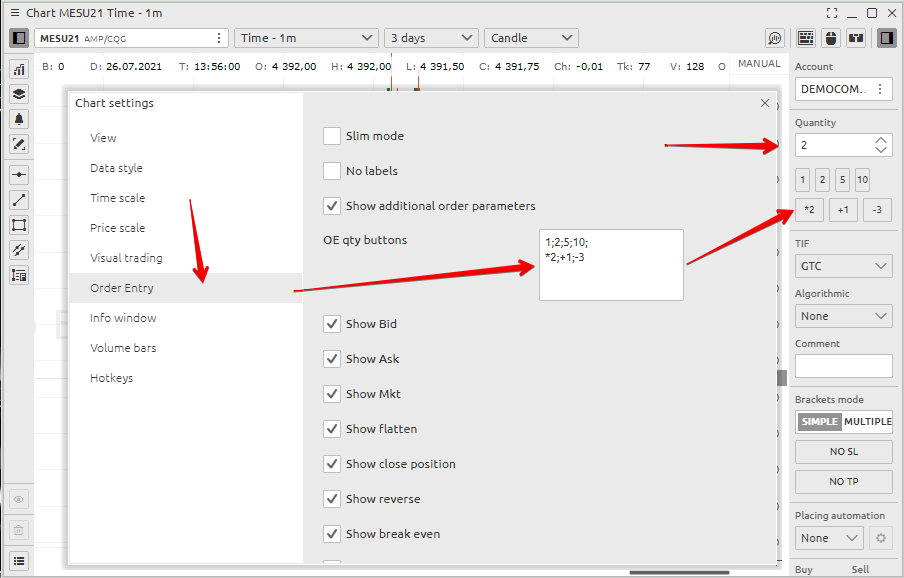 Chart MESU21 Time - 1m
MESU21 AMP/CQG
Time - 1m
3 days
Candle
B: 0 D: 26.07.2021 T: 13:56:00 O: 4 392,00 H: 4 392,00 L: 4 391,50 C: 4 391,75 Ch: -0,01 Tk: 77 V: 128 O
MANUAL
Chart settings
View
Data style
Time scale
Price scale
Visual trading
Order Entry
Info window
Volume bars
Hotkeys
Slim mode
No labels
Show additional order parameters
OE qty buttons
1;2;5;10;
*2;+1;-3
Show Bid
Show Ask
Show Mkt
Show flatten
Show close position
Show reverse
Show break even
Account
DEMOCOM...
Quantity
2
1 2 5 10
*2 +1 -3
TIF
GTC
Algorithmic
None
Comment
Brackets mode
SIMPLE MULTIPLE
NO SL
NO TP
Placing automation
None
Buy Sell